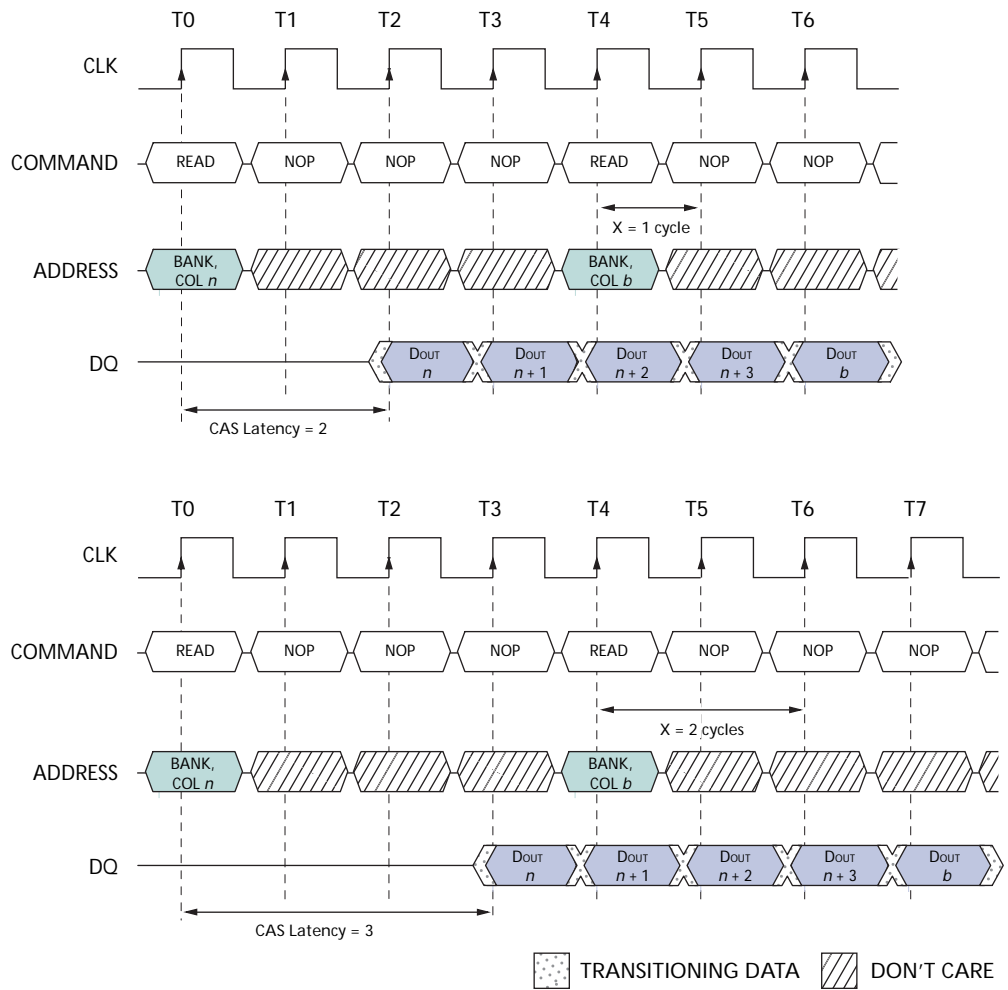 T0 T1 T2 T3 T4 T5 T6
CLK
COMMAND READ NOP NOP NOP READ NOP NOP
X = 1 cycle
ADDRESS BANK, COL n BANK, COL b
DQ DOUT n DOUT n + 1 DOUT n + 2 DOUT n + 3 DOUT b
CAS Latency = 2
T0 T1 T2 T3 T4 T5 T6 T7
CLK
COMMAND READ NOP NOP NOP READ NOP NOP NOP
X = 2 cycles
ADDRESS BANK, COL n BANK, COL b
DQ DOUT n DOUT n + 1 DOUT n + 2 DOUT n + 3 DOUT b
CAS Latency = 3
TRANSITIONING DATA DON'T CARE